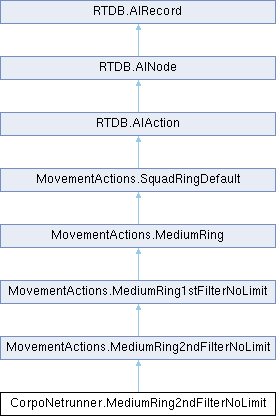 RTDB.AIRecord
RTDB.AINode
RTDB.AIAction
MovementActions.SquadRingDefault
MovementActions.MediumRing
MovementActions.MediumRing1stFilterNoLimit
MovementActions.MediumRing2ndFilterNoLimit
CorpoNetrunner.MediumRing2ndFilterNoLimit